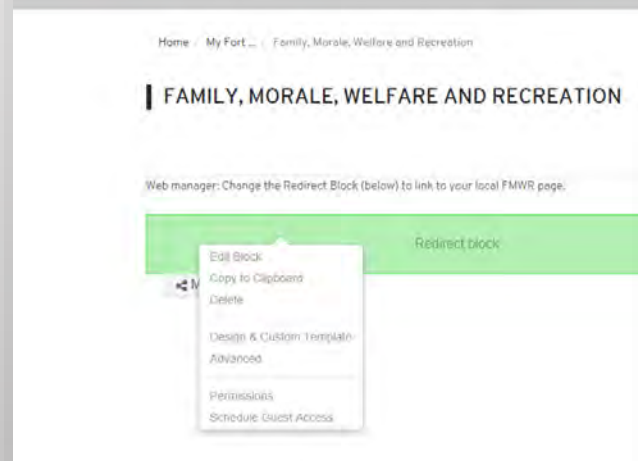 Home / My Fort ... / Family, Morale, Welfare and Recreation
FAMILY, MORALE, WELFARE AND RECREATION
Web manager: Change the Redirect Block (below) to link to your local FMWR page.
Redirect block
Edit Block
Copy to Clipboard
Delete
Design & Custom Template
Advanced
Permissions
Schedule Guest Access